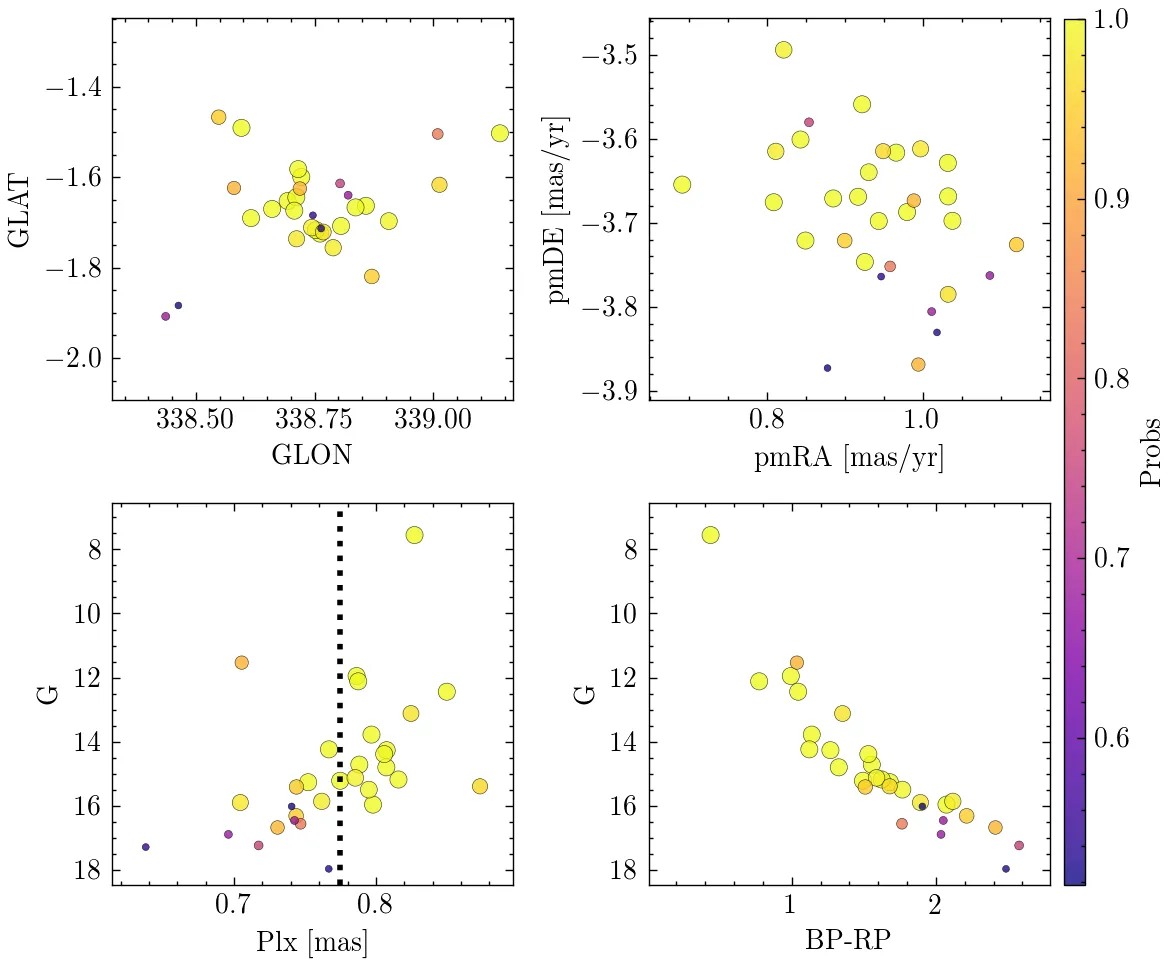 −1.4
−1.6
−1.8
−2.0
GLAT
338.50 338.75 339.00
GLON
−3.5
−3.6
−3.7
−3.8
−3.9
pmDE [mas/yr]
0.8 1.0
pmRA [mas/yr]
8
10
12
14
16
18
G
0.7 0.8
Plx [mas]
8
10
12
14
16
18
G
1 2
BP-RP
1.0
0.9
0.8
0.7
0.6
Probs